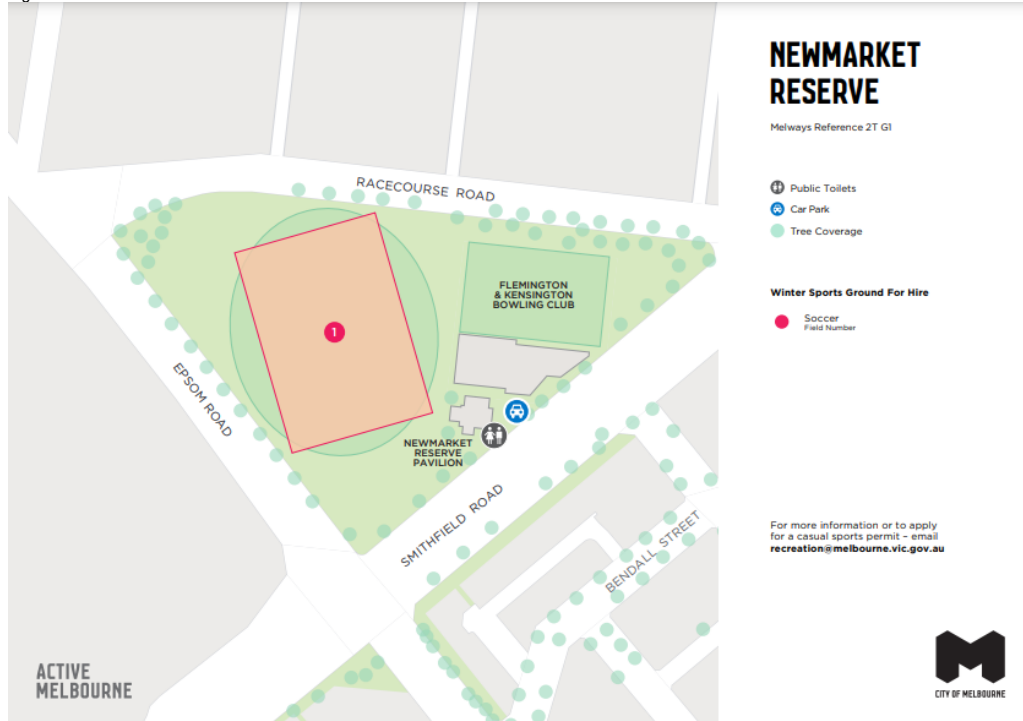 NEWMARKET
RESERVE
Melways Reference 2T G1
Public Toilets
Car Park
Tree Coverage
Winter Sports Ground For Hire
Soccer
Field Number
RACECOURSE ROAD
FLEMINGTON
& KENSINGTON
BOWLING CLUB
1
EPSOM ROAD
NEWMARKET
RESERVE
PAVILION
SMITHFIELD ROAD
BENDALL STREET
For more information or to apply
for a casual sports permit – email
recreation@melbourne.vic.gov.au
ACTIVE
MELBOURNE
CITY OF MELBOURNE